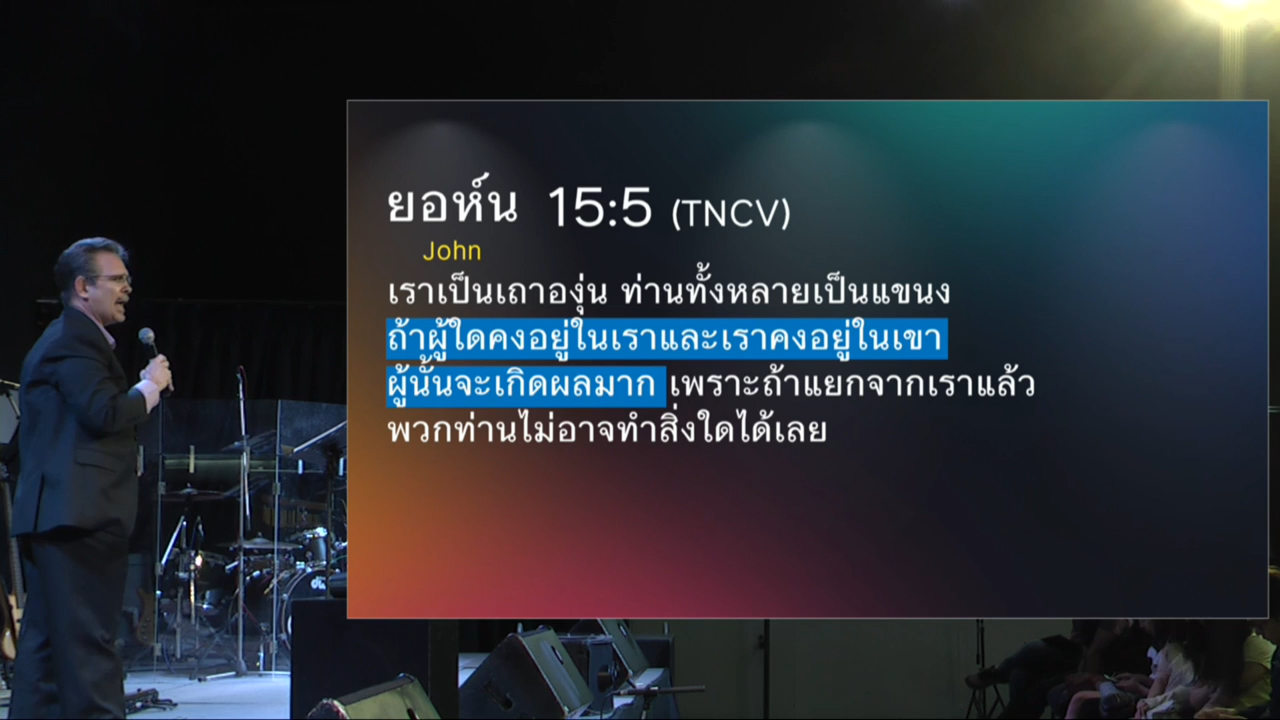 ยอห์น 15:5 (TNCV)
John
เราเป็นเถาองุ่น ท่านทั้งหลายเป็นแขนง
ถ้าผู้ใดคงอยู่ในเราและเราคงอยู่ในเขา
ผู้นั้นจะเกิดผลมาก เพราะถ้าแยกจากเราแล้ว
พวกท่านไม่อาจทำสิ่งใดได้เลย